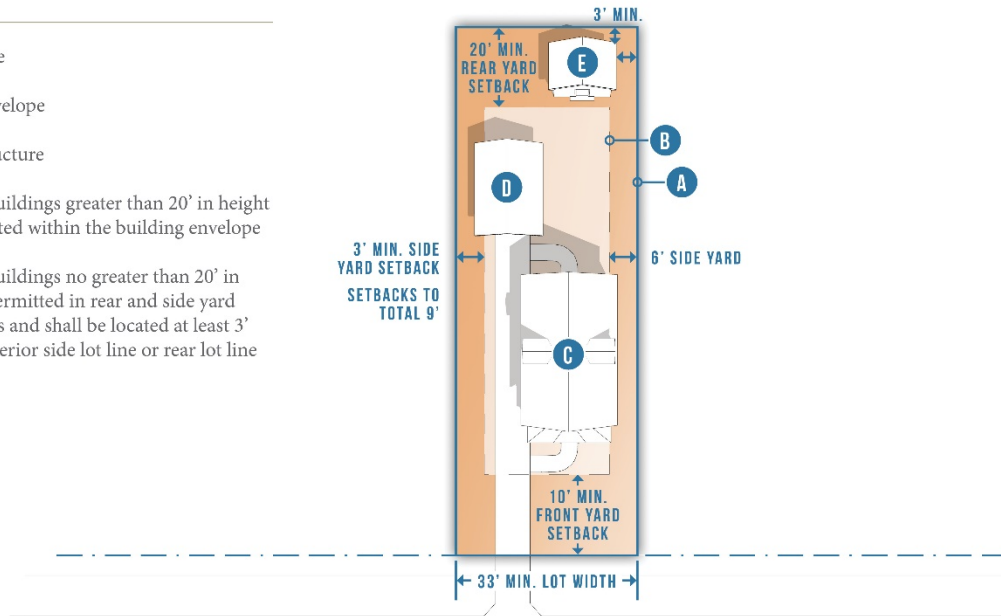 e
velope
ucture
uildings greater than 20’ in height
ted within the building envelope
uildings no greater than 20’ in
ermitted in rear and side yard
s and shall be located at least 3’
erior side lot line or rear lot line
3’ MIN.
20’ MIN.
REAR YARD
SETBACK
E
B
A
D
3’ MIN. SIDE
YARD SETBACK
6’ SIDE YARD
SETBACKS TO
TOTAL 9’
C
10’ MIN.
FRONT YARD
SETBACK
33’ MIN. LOT WIDTH